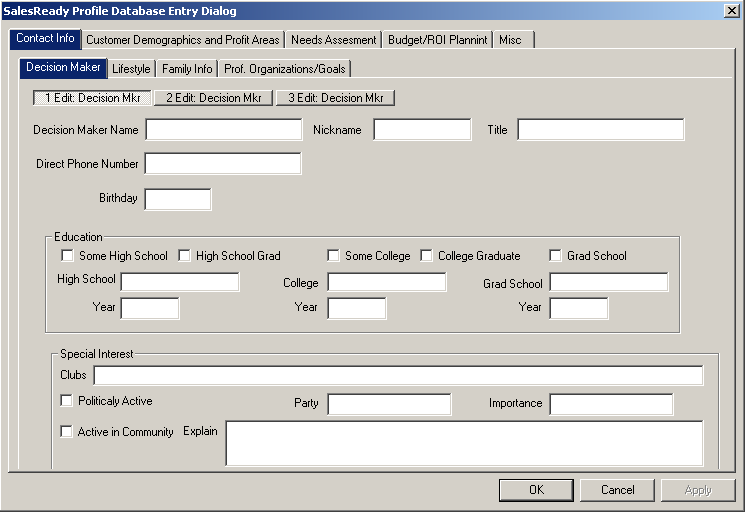 SalesReady Profile Database Entry Dialog
Contact Info Customer Demographics and Profit Areas Needs Assesment Budget/ROI Plannint Misc
Decision Maker Lifestyle Family Info Prof. Organizations/Goals
1 Edit: Decision Mkr 2 Edit: Decision Mkr 3 Edit: Decision Mkr
Decision Maker Name Nickname Title
Direct Phone Number
Birthday
Education
Some High School High School Grad Some College College Graduate Grad School
High School College Grad School
Year Year Year
Special Interest
Clubs
Politicaly Active Party Importance
Active in Community Explain
OK Cancel Apply